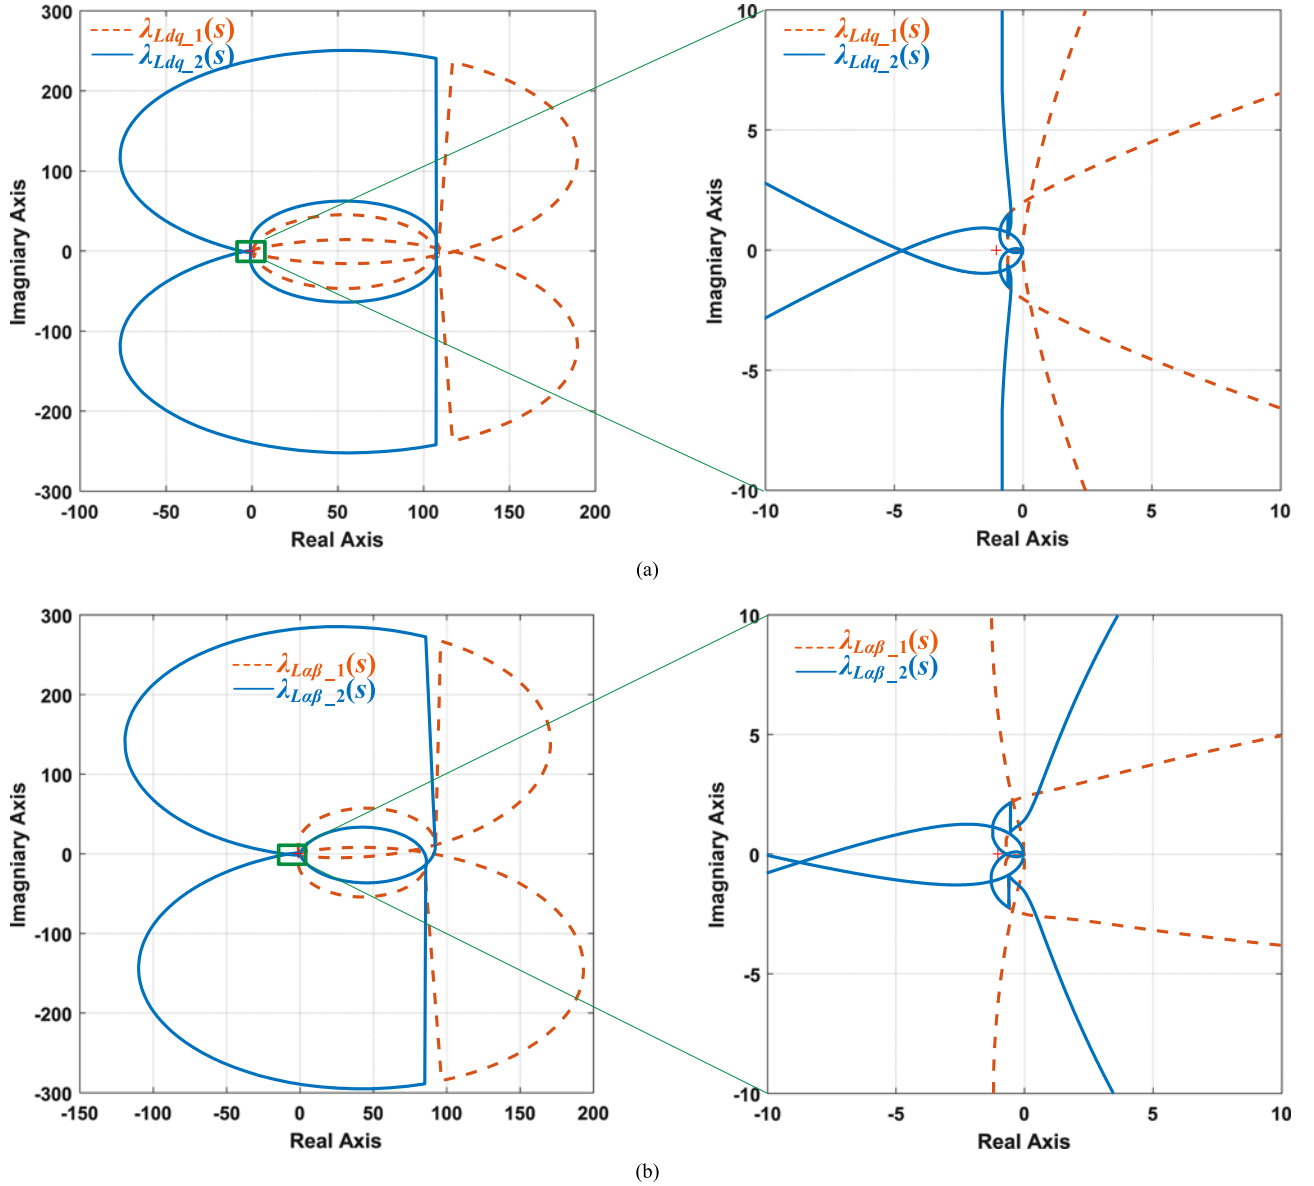 λLdq_1(s)
λLdq_2(s)
300
200
100
0
-100
-200
-300
-100 -50 0 50 100 150 200
Real Axis
Imagniary Axis
λLdq_1(s)
λLdq_2(s)
10
5
0
-5
-10
-10 -5 0 5 10
Real Axis
Imagniary Axis
(a)
λLαβ_1(s)
λLαβ_2(s)
300
200
100
0
-100
-200
-300
-150 -100 -50 0 50 100 150 200
Real Axis
Imagniary Axis
λLαβ_1(s)
λLαβ_2(s)
10
5
0
-5
-10
-10 -5 0 5 10
Real Axis
Imagniary Axis
(b)